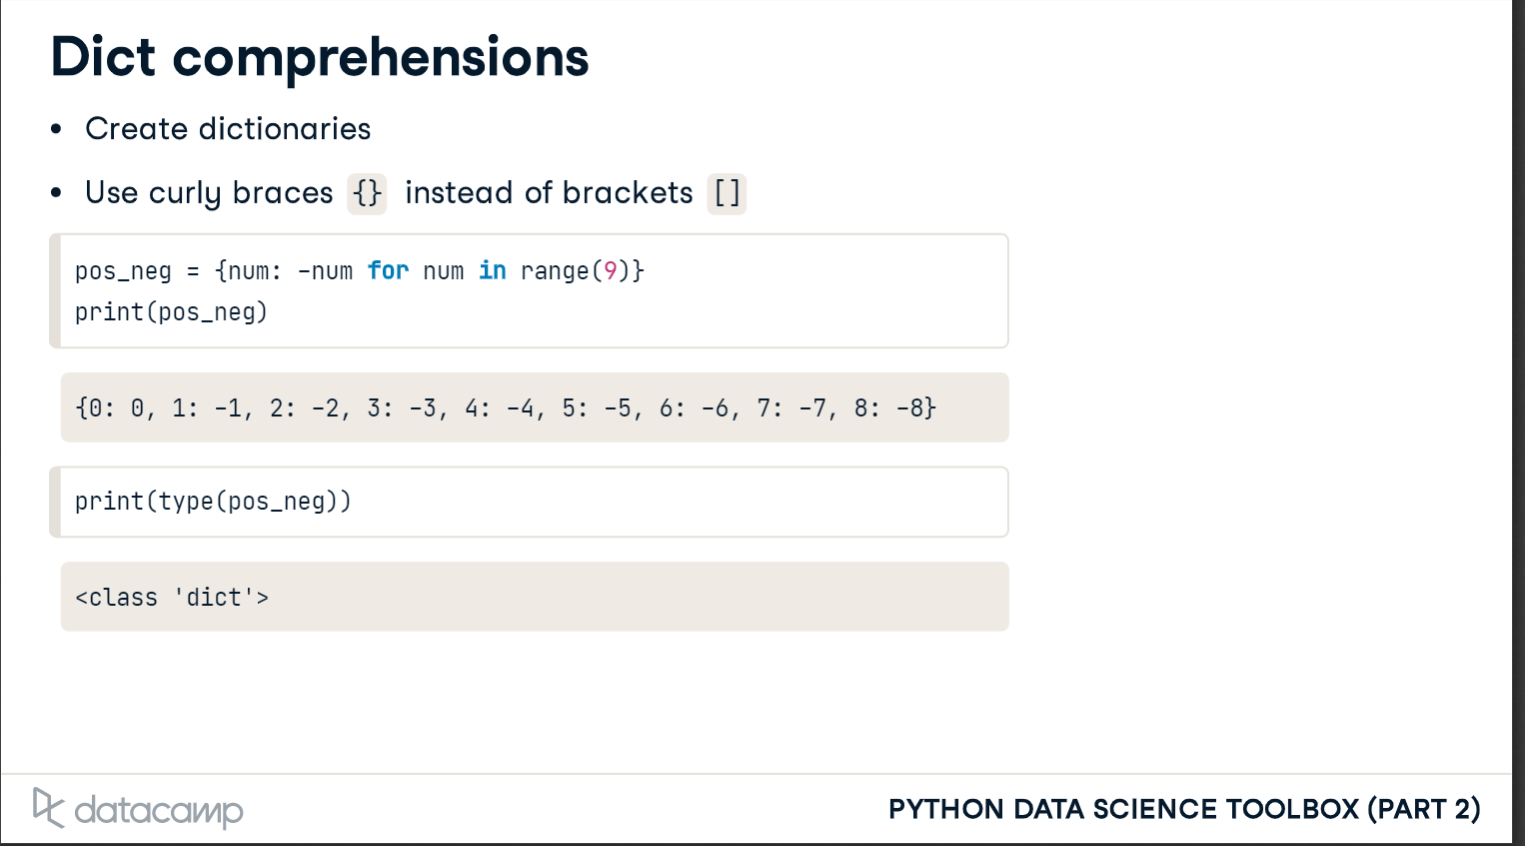 Dict comprehensions
• Create dictionaries
• Use curly braces {} instead of brackets []
pos_neg = {num: -num for num in range(9)}
print(pos_neg)
{0: 0, 1: -1, 2: -2, 3: -3, 4: -4, 5: -5, 6: -6, 7: -7, 8: -8}
print(type(pos_neg))
<class 'dict'>
datacamp
PYTHON DATA SCIENCE TOOLBOX (PART 2)